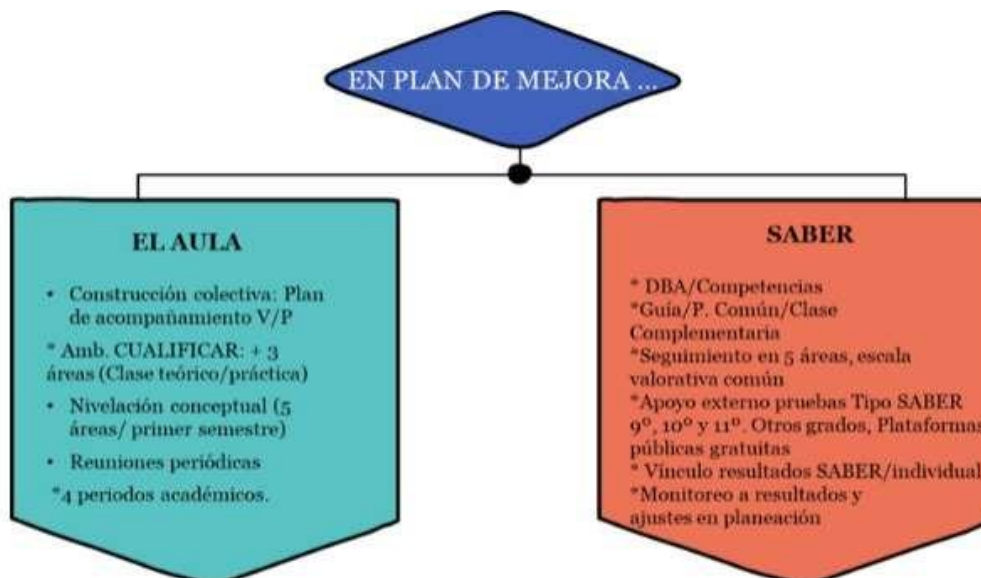 EN PLAN DE MEJORA ...
EL AULA
• Construcción colectiva: Plan
de acompañamiento V/P
* Amb. CUALIFICAR: + 3
áreas (Clase teórico/práctica)
• Nivelación conceptual (5
áreas/ primer semestre)
• Reuniones periódicas
*4 periodos académicos.
SABER
* DBA/Competencias
*Guía/P. Común/Clase
Complementaria
*Seguimiento en 5 áreas, escala
valorativa común
*Apoyo externo pruebas Tipo SABER
9º, 10º y 11º. Otros grados, Plataformas
públicas gratuitas
* Vínculo resultados SABER/individual
*Monitoreo a resultados y
ajustes en planeación